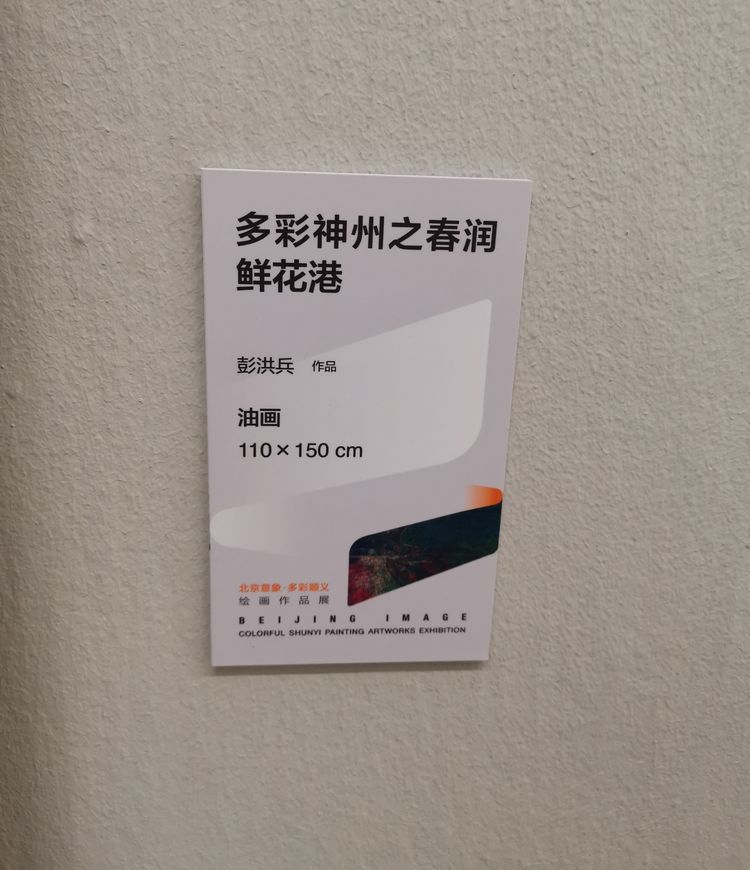 多彩神州之春润
鲜花港
彭洪兵 作品
油画
110×150 cm
北京意象·多彩顺义
绘画作品展
BEIJING IMAGE
COLORFUL SHUNYI PAINTING ARTWORKS EXHIBITION